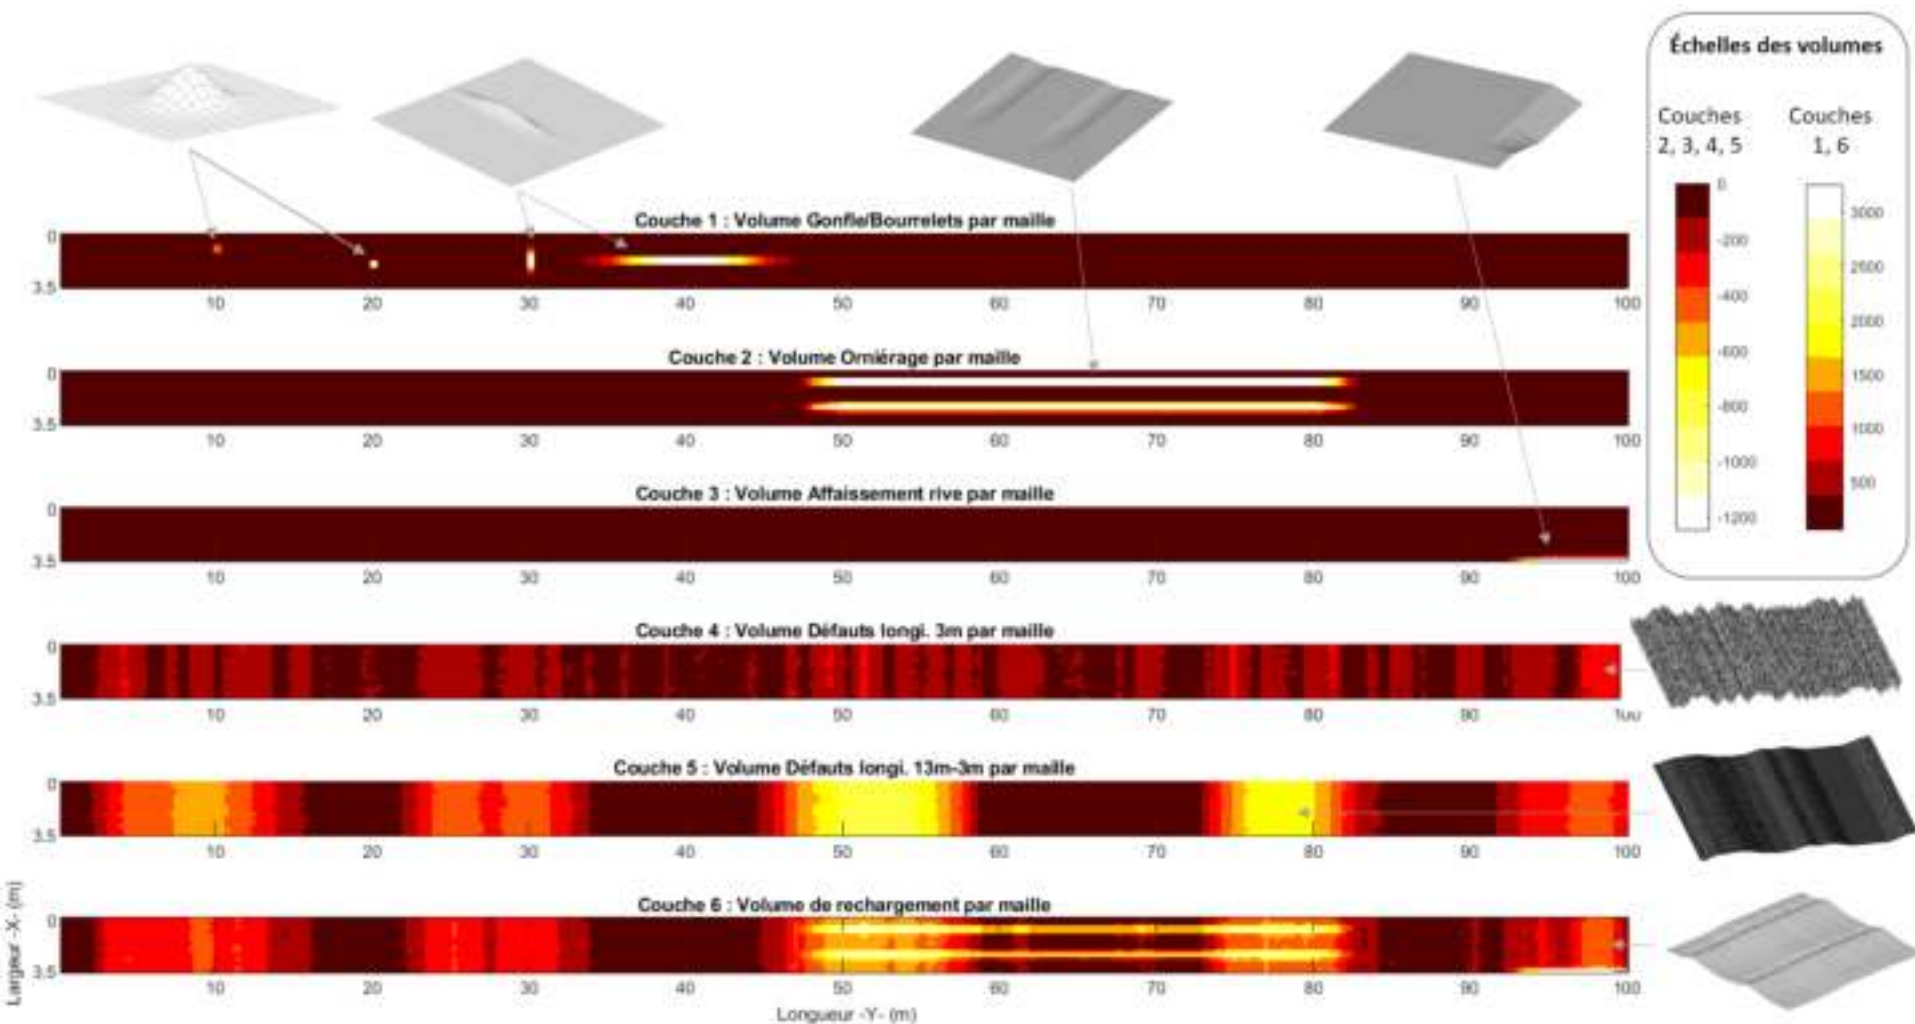 Échelles des volumes
Couches
2, 3, 4, 5
Couches
1, 6
0
-200
-400
-600
-800
-1000
-1200
3000
2500
2000
1500
1000
500
Couche 1 : Volume Gonfle/Bourrelets par maille
0
3.5
10 20 30 40 50 60 70 80 90 100
Couche 2 : Volume Orniérage par maille
0
3.5
10 20 30 40 50 60 70 80 90 100
Couche 3 : Volume Affaissement rive par maille
0
3.5
10 20 30 40 50 60 70 80 90 100
Couche 4 : Volume Défauts longi. 3m par maille
0
3.5
10 20 30 40 50 60 70 80 90 100
Couche 5 : Volume Défauts longi. 13m-3m par maille
0
3.5
10 20 30 40 50 60 70 80 90 100
Couche 6 : Volume de rechargement par maille
0
3.5
10 20 30 40 50 60 70 80 90 100
Largeur -X- (m)
Longueur -Y- (m)